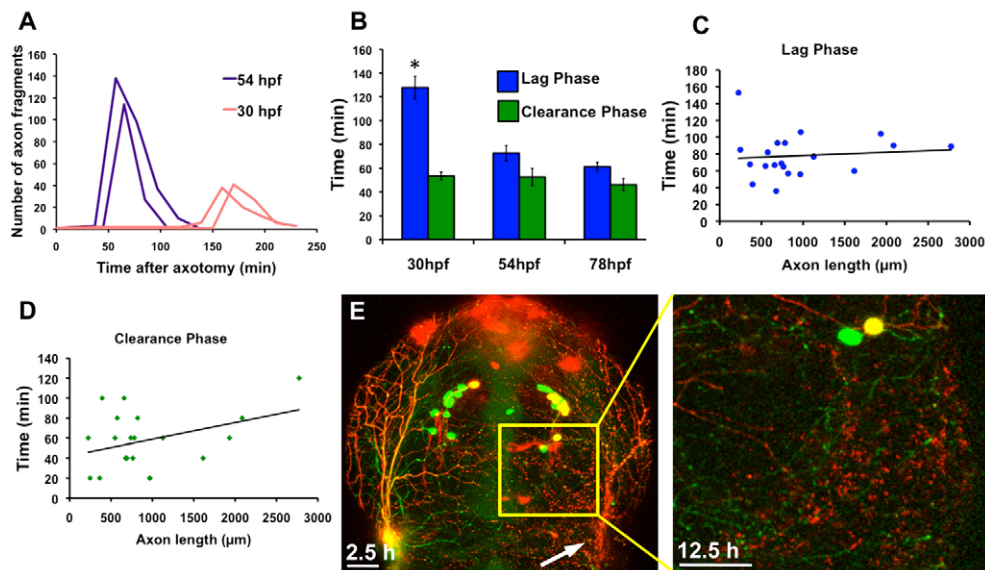 A
Number of axon fragments
160
140
120
100
80
60
40
20
0
54 hpf
30 hpf
0
50
100
150
200
250
Time after axotomy (min)
B
Time (min)
160
140
120
100
80
60
40
20
0
*
Lag Phase
Clearance Phase
30hpf
54hpf
78hpf
C
Lag Phase
Time (min)
180
160
140
120
100
80
60
40
20
0
0
500
1000
1500
2000
2500
3000
Axon length (µm)
D
Clearance Phase
Time (min)
140
120
100
80
60
40
20
0
0
500
1000
1500
2000
2500
3000
Axon length (µm)
E
2.5 h
12.5 h